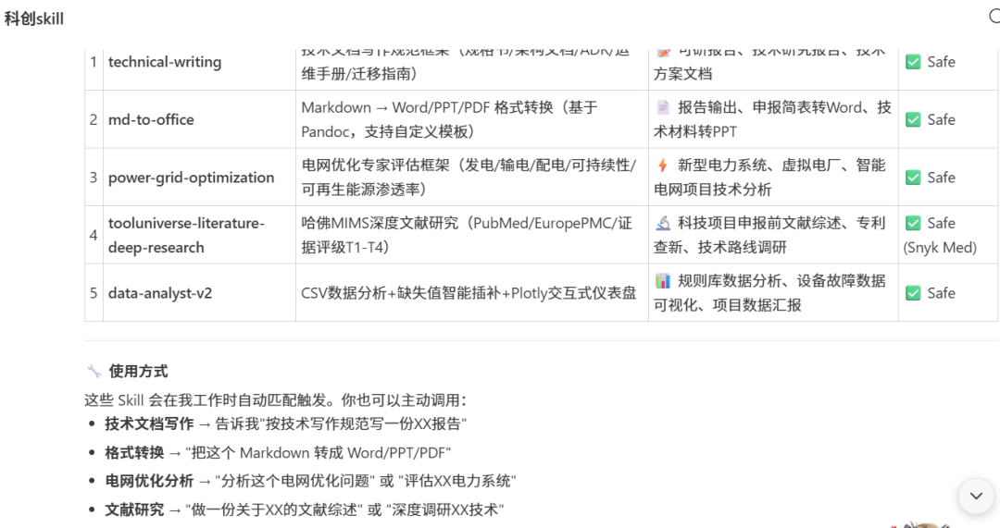 科创skill
1 technical-writing 技术文档写作规范框架（规格书/架构文档/ADR/运 可研报告、技术研究报告、技术 Safe
维手册/迁移指南） 方案文档
2 md-to-office Markdown → Word/PPT/PDF 格式转换（基于 报告输出、申报简表转Word、技 Safe
Pandoc，支持自定义模板） 术材料转PPT
3 power-grid-optimization 电网优化专家评估框架（发电/输电/配电/可持续性/ 新型电力系统、虚拟电厂、智能 Safe
可再生能源渗透率） 电网项目技术分析
4 tooluniverse-literature- 哈佛MIMS深度文献研究（PubMed/EuropePMC/证 科技项目申报前文献综述、专利 Safe
deep-research 据评级T1-T4） 查新、技术路线调研 (Snyk Med)
5 data-analyst-v2 CSV数据分析+缺失值智能插补+Plotly交互式仪表盘 规则库数据分析、设备故障数据 Safe
可视化、项目数据汇报
使用方式
这些 Skill 会在我工作时自动匹配触发。你也可以主动调用：
• 技术文档写作 → 告诉我"按技术写作规范写一份XX报告"
• 格式转换 → "把这个 Markdown 转成 Word/PPT/PDF"
• 电网优化分析 → "分析这个电网优化问题" 或 "评估XX电力系统"
• 文献研究 → "做一份关于XX的文献综述" 或 "深度调研XX技术"